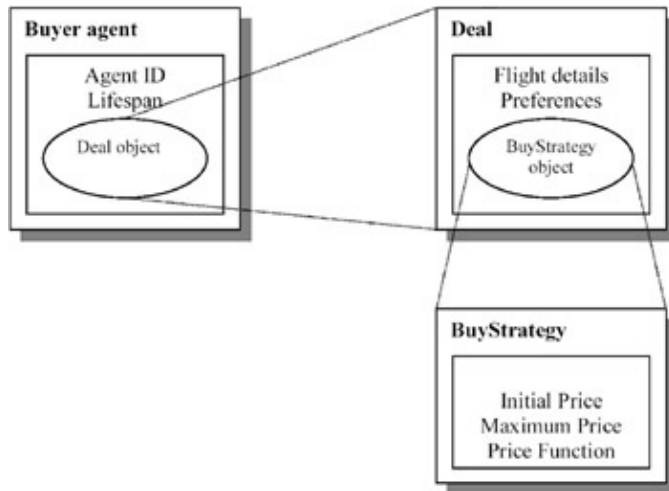 Buyer agent
Agent ID
Lifespan
Deal object
Deal
Flight details
Preferences
BuyStrategy
object
BuyStrategy
Initial Price
Maximum Price
Price Function